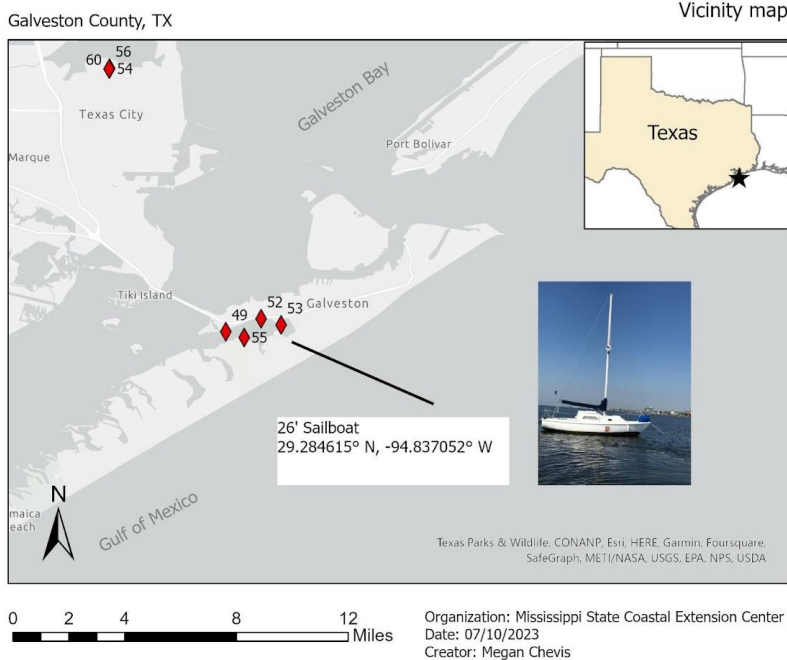 Galveston County, TX
Vicinity map
60
56
54
Texas City
Galveston Bay
Marque
Port Bolivar
Texas
Tiki Island
49
52
53
55
Galveston
26' Sailboat
29.284615° N, -94.837052° W
N
maica
each
Gulf of Mexico
Texas Parks & Wildlife, CONANP, Esri, HERE, Garmin, Foursquare,
SafeGraph, METI/NASA, USGS, EPA, NPS, USDA
0 2 4 8 12
Miles
Organization: Mississippi State Coastal Extension Center
Date: 07/10/2023
Creator: Megan Chevis